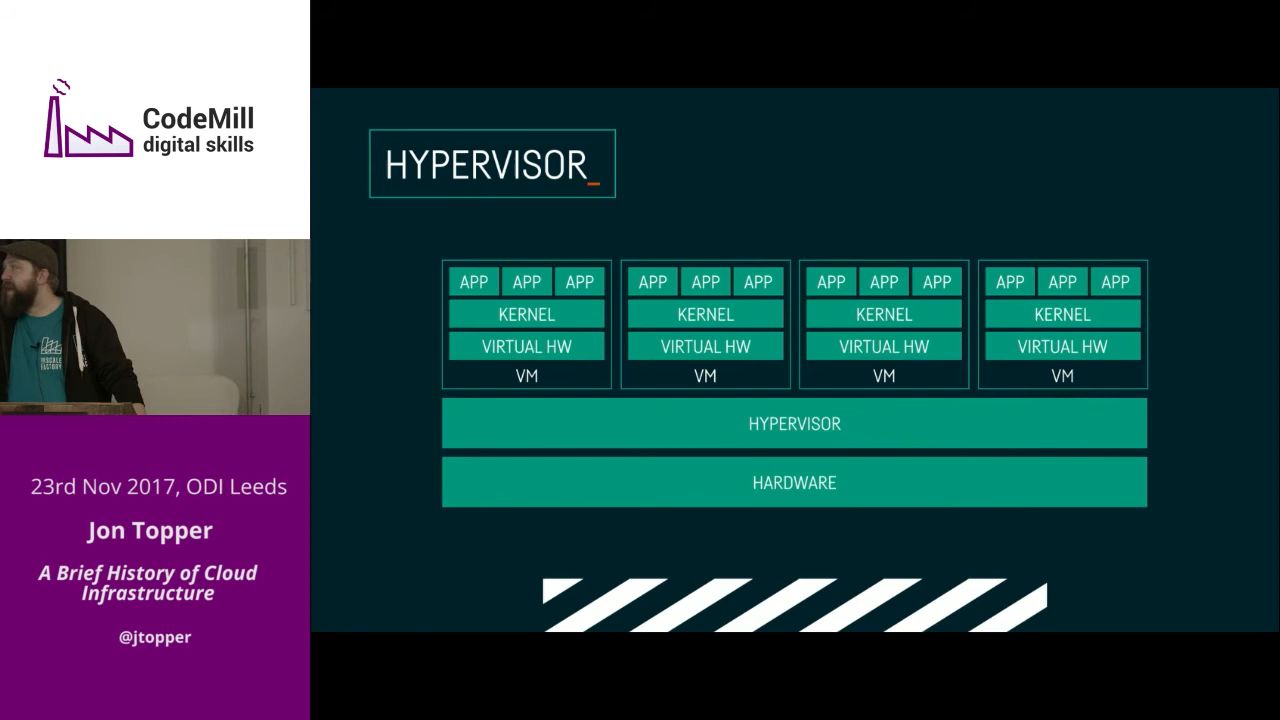 CodeMill
digital skills
23rd Nov 2017, ODI Leeds
Jon Topper
A Brief History of Cloud
Infrastructure
@jtopper
HYPERVISOR_
APP APP APP APP APP APP APP APP APP APP APP APP
KERNEL KERNEL KERNEL KERNEL
VIRTUAL HW VIRTUAL HW VIRTUAL HW VIRTUAL HW
VM VM VM VM
HYPERVISOR
HARDWARE